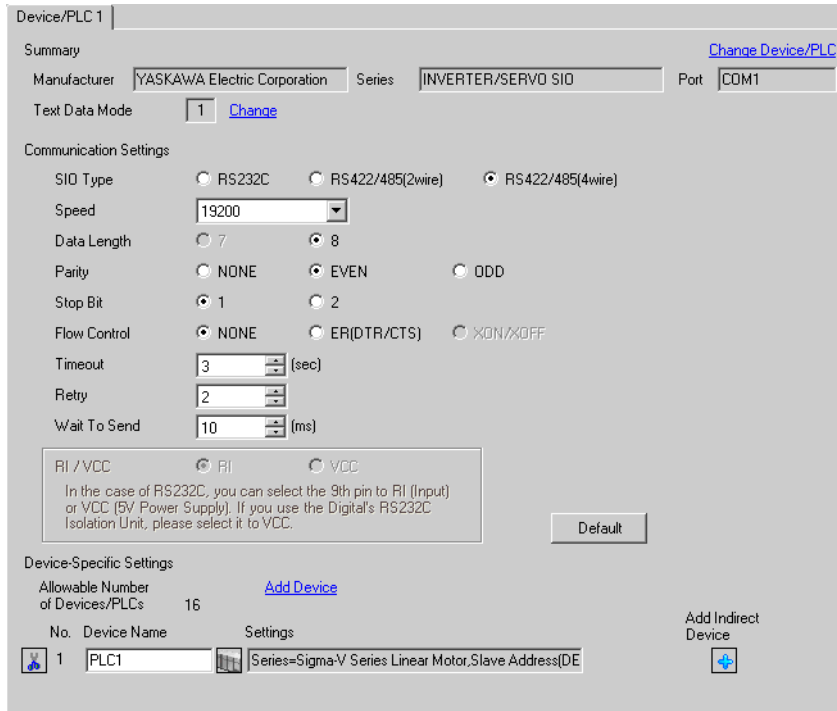 Device/PLC 1
Summary
Change Device/PLC
Manufacturer YASKAWA Electric Corporation Series INVERTER/SERVO SIO Port COM1
Text Data Mode 1 Change
Communication Settings
SIO Type RS232C RS422/485(2wire) RS422/485(4wire)
Speed 19200
Data Length 7 8
Parity NONE EVEN ODD
Stop Bit 1 2
Flow Control NONE ER(DTR/CTS) XON/XOFF
Timeout 3 (sec)
Retry 2
Wait To Send 10 (ms)
RI / VCC RI VCC
In the case of RS232C, you can select the 9th pin to RI (Input)
or VCC (5V Power Supply). If you use the Digital's RS232C
Isolation Unit, please select it to VCC.
Default
Device-Specific Settings
Allowable Number
of Devices/PLCs 16
Add Device
Add Indirect
Device
No. Device Name Settings
1 PLC1 Series=Sigma-V Series Linear Motor,Slave Address(DE